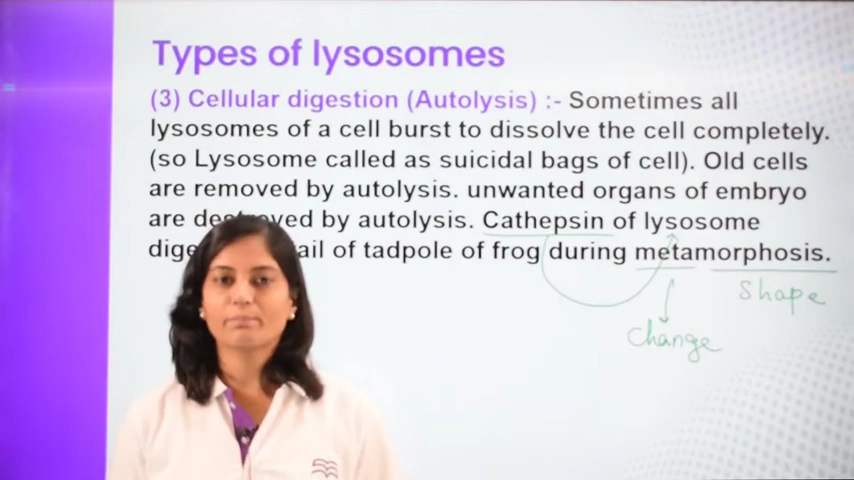 Types of lysosomes
(3) Cellular digestion (Autolysis) :- Sometimes all
lysosomes of a cell burst to dissolve the cell completely.
(so Lysosome called as suicidal bags of cell). Old cells
are removed by autolysis. unwanted organs of embryo
are destroyed by autolysis. Cathepsin of lysosome
tail of tadpole of frog during metamorphosis.
shape
change